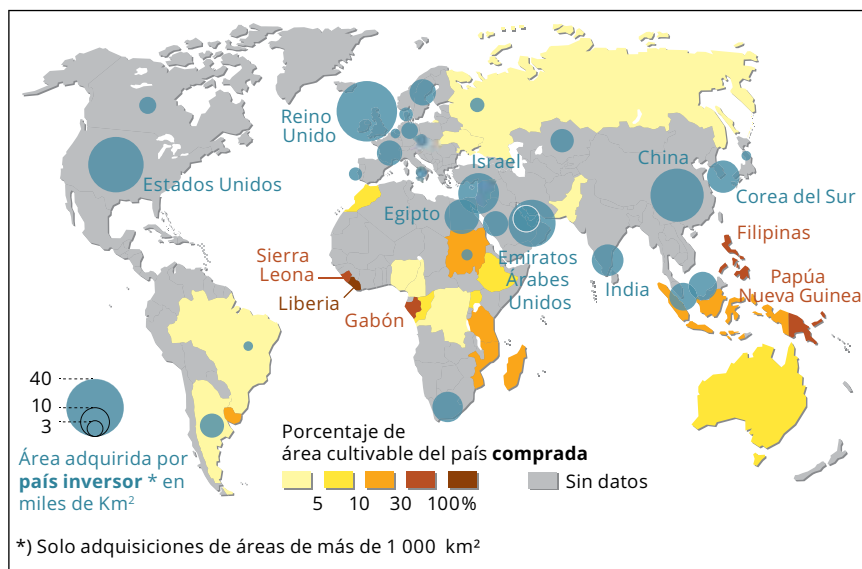 Reino
Unido
Israel
China
Estados Unidos
Corea del Sur
Egipto
Filipinas
Sierra
Leona
Emiratos
Árabes
Unidos
India
Papúa
Nueva Guinea
Liberia
Gabón
40
10
3
Área adquirida por
país inversor * en
miles de Km²
Porcentaje de
área cultivable del país comprada
5 10 30 100%
Sin datos
*) Solo adquisiciones de áreas de más de 1 000 km²